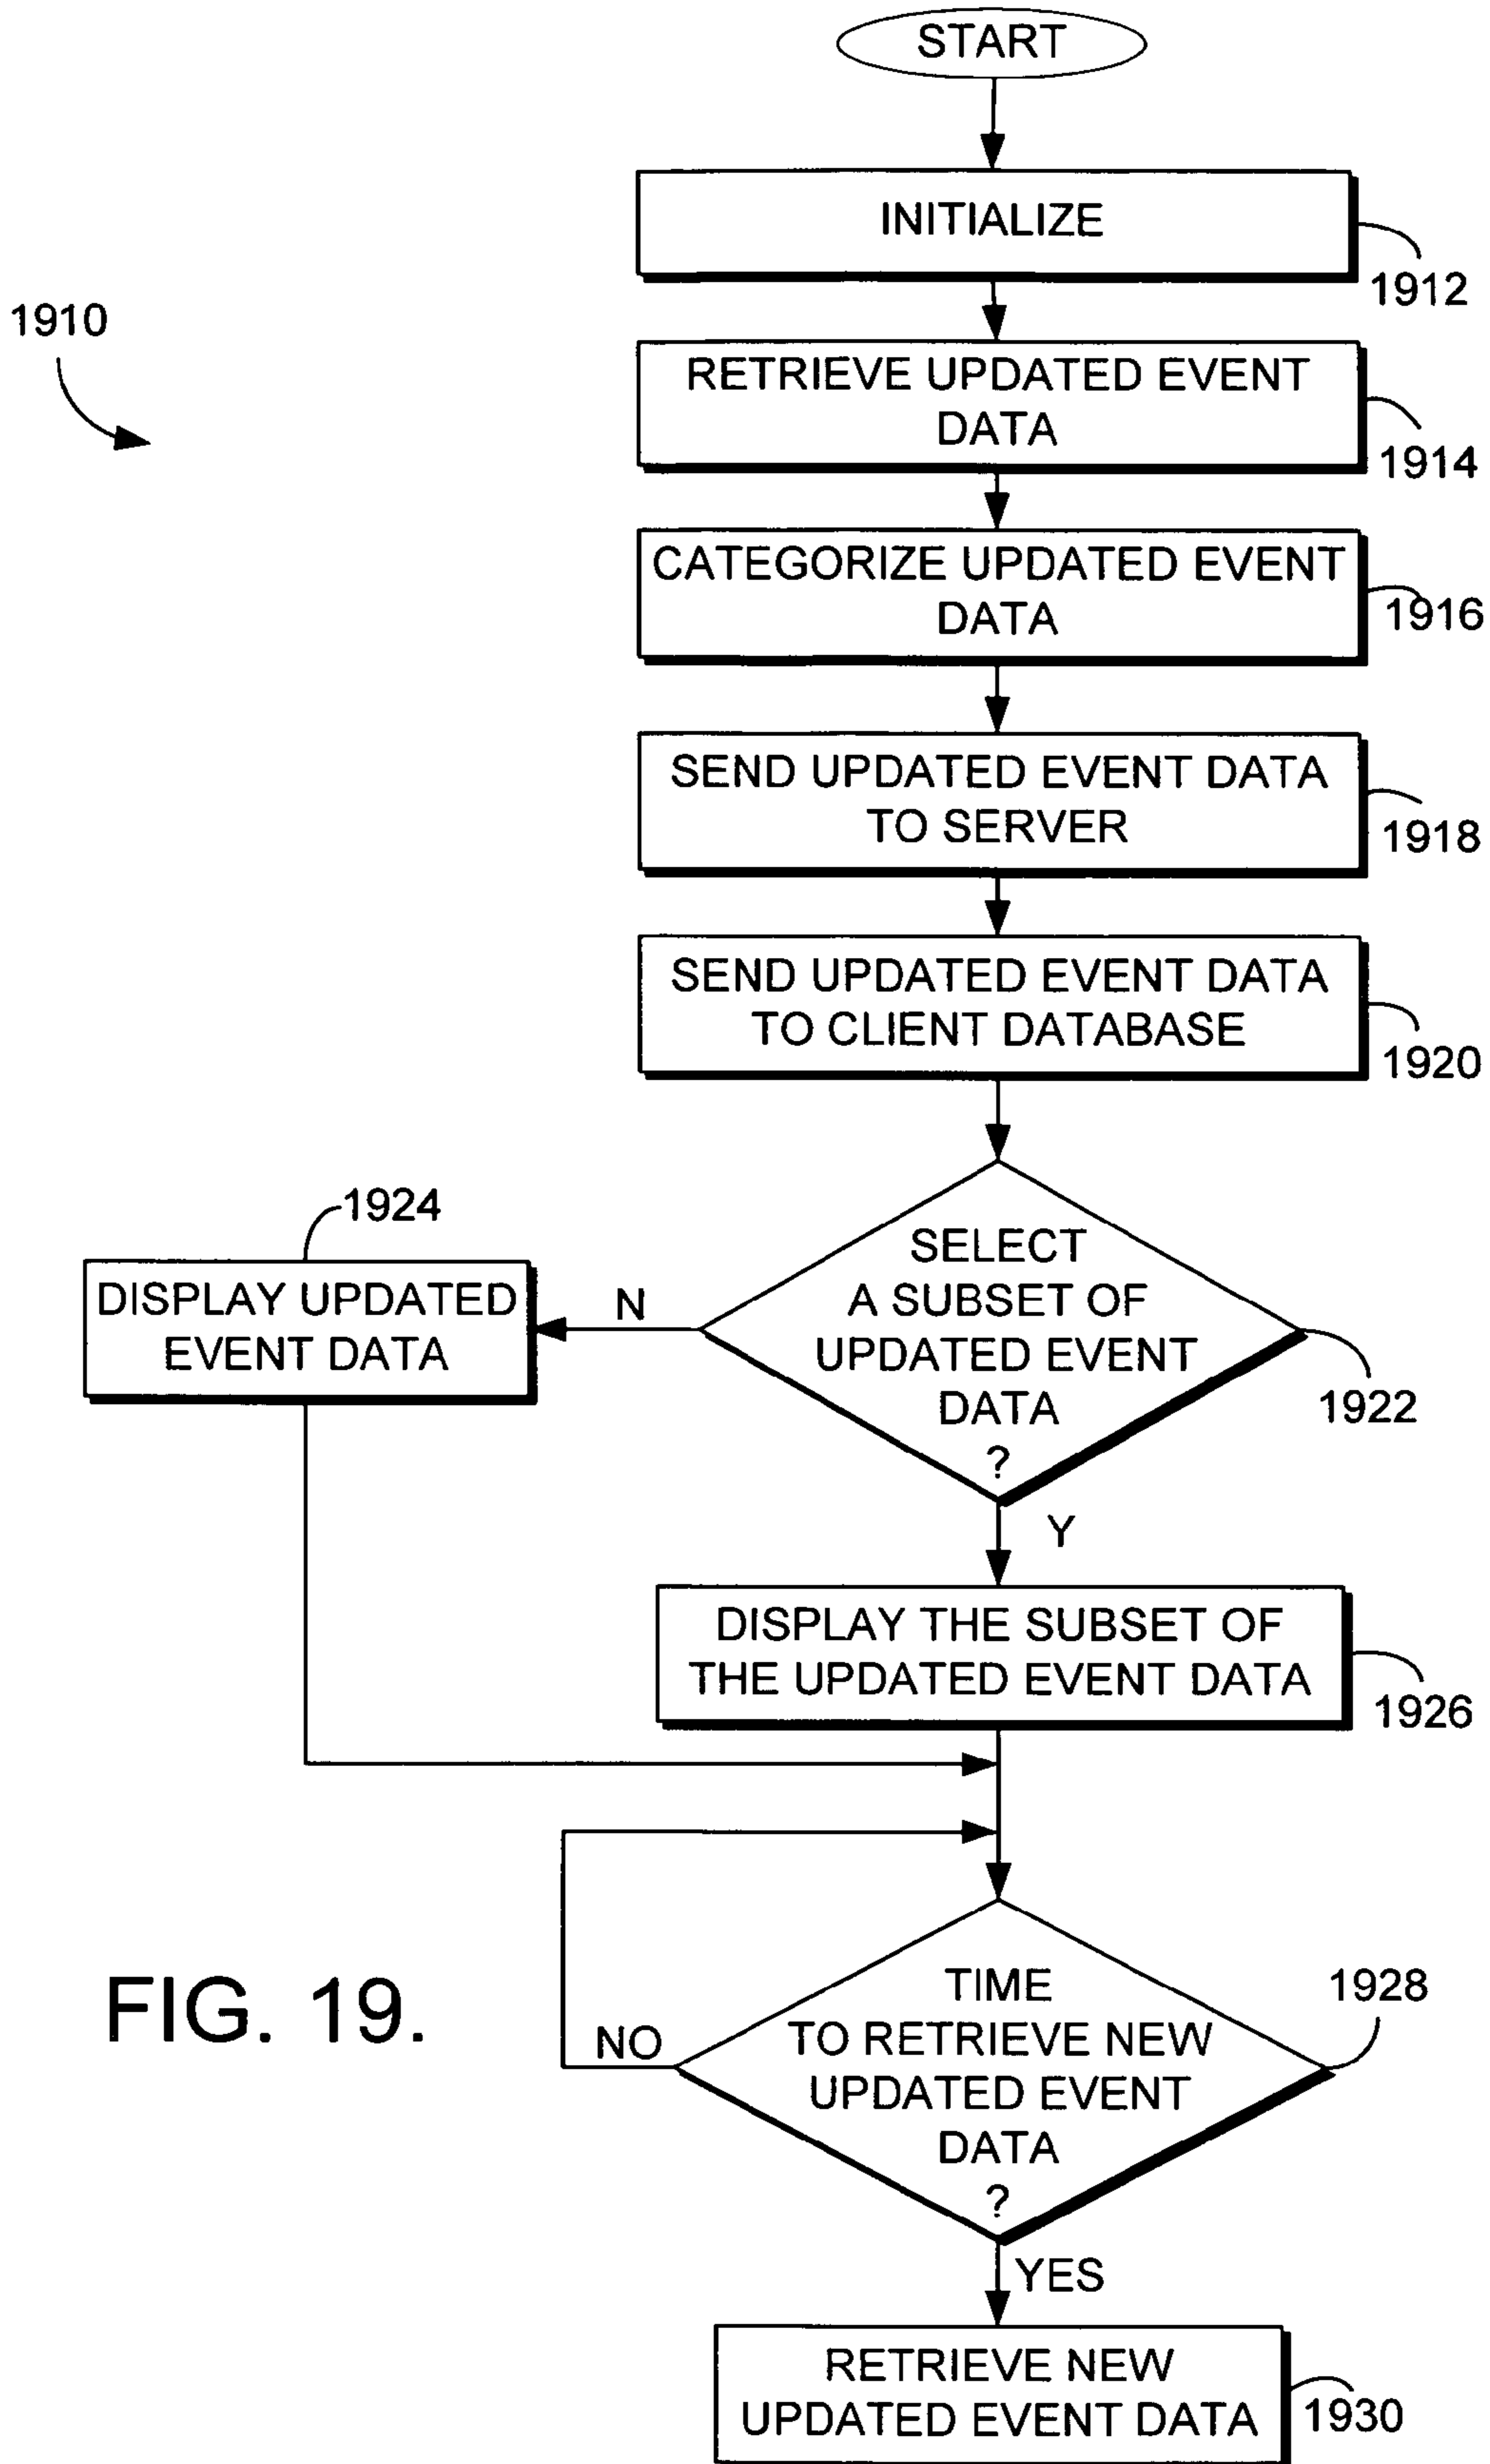 START
INITIALIZE
1912
1910
RETRIEVE UPDATED EVENT
DATA
1914
CATEGORIZE UPDATED EVENT
DATA
1916
SEND UPDATED EVENT DATA
TO SERVER
1918
SEND UPDATED EVENT DATA
TO CLIENT DATABASE
1920
SELECT
A SUBSET OF
UPDATED EVENT
DATA
?
1922
N
1924
DISPLAY UPDATED
EVENT DATA
Y
DISPLAY THE SUBSET OF
THE UPDATED EVENT DATA
1926
TIME
TO RETRIEVE NEW
UPDATED EVENT
DATA
?
1928
NO
YES
RETRIEVE NEW
UPDATED EVENT DATA
1930
FIG. 19.